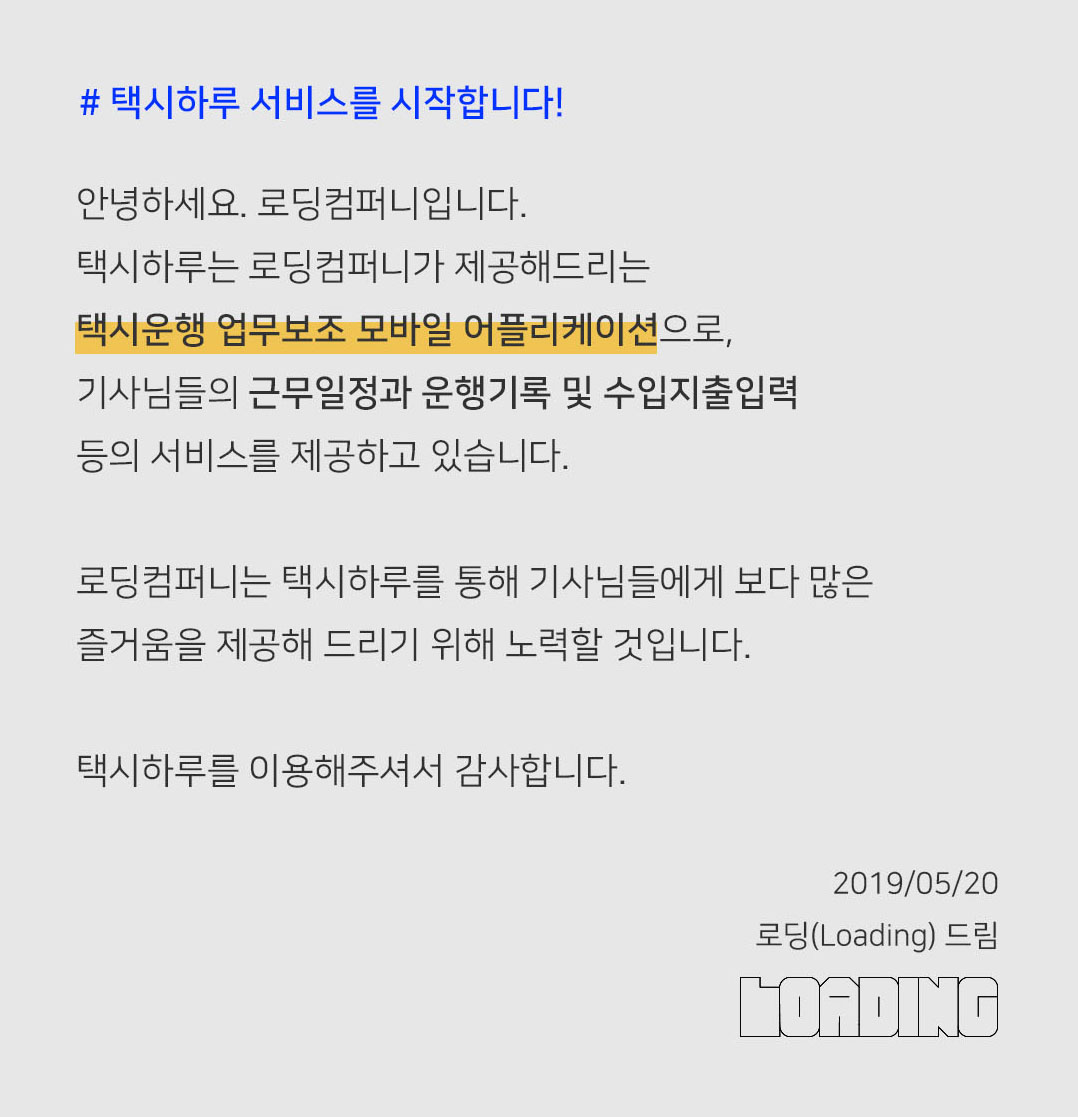 # 택시하루 서비스를 시작합니다!
안녕하세요. 로딩컴퍼니입니다.
택시하루는 로딩컴퍼니가 제공해드리는
택시운행 업무보조 모바일 어플리케이션으로,
기사님들의 근무일정과 운행기록 및 수입지출입력
등의 서비스를 제공하고 있습니다.
로딩컴퍼니는 택시하루를 통해 기사님들에게 보다 많은
즐거움을 제공해 드리기 위해 노력할 것입니다.
택시하루를 이용해주셔서 감사합니다.
2019/05/20
로딩(Loading) 드림
LOADING